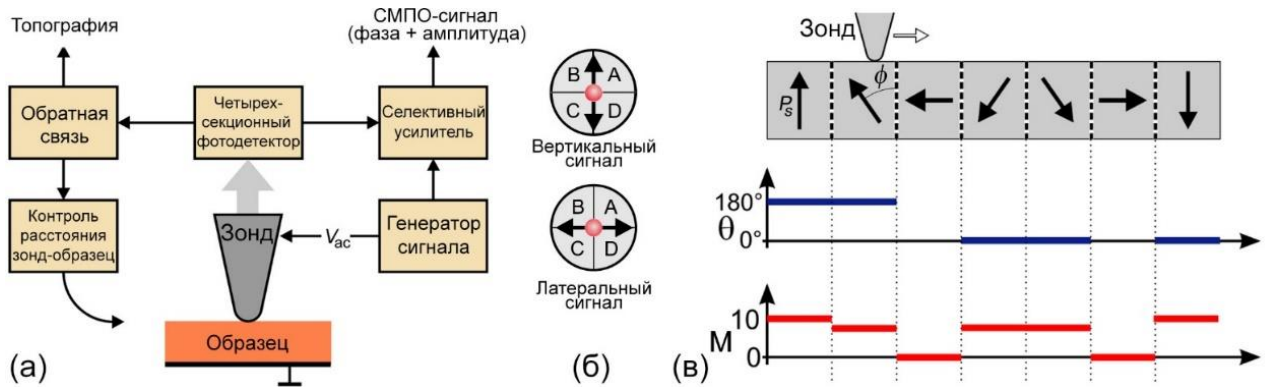 Топография
СМПО-сигнал
(фаза + амплитуда)
Обратная
связь
Четырех-
секционный
фотодетектор
Селективный
усилитель
Контроль
расстояния
зонд-образец
Зонд
Vac
Генератор
сигнала
Образец
(а)
B A
C D
Вертикальный
сигнал
B A
C D
Латеральный
сигнал
(б)
Зонд
Ps
ϕ
180°
θ
0°
10
M
0
(в)